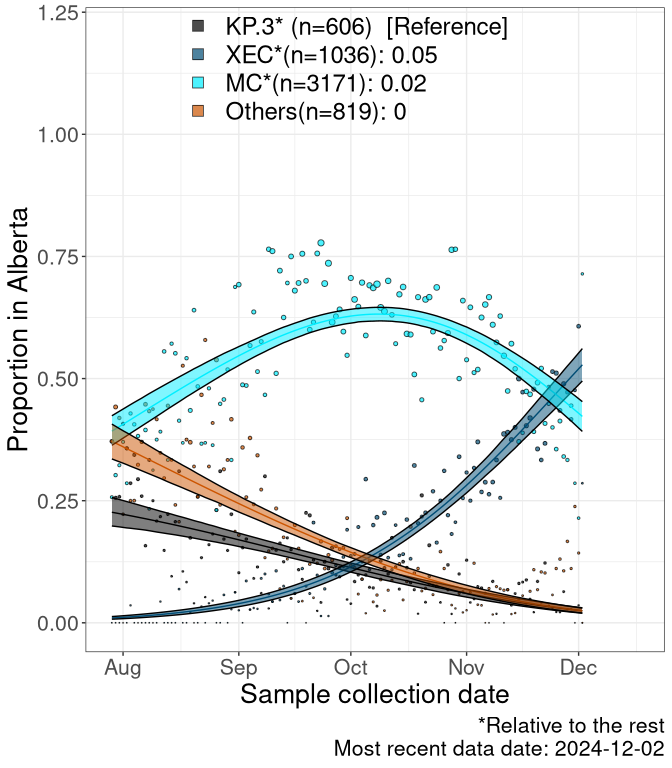 KP.3* (n=606)  [Reference]
XEC*(n=1036): 0.05
MC*(n=3171): 0.02
Others(n=819): 0
1.25
1.00
0.75
0.50
0.25
0.00
Proportion in Alberta
Aug Sep Oct Nov Dec
Sample collection date
*Relative to the rest
Most recent data date: 2024-12-02